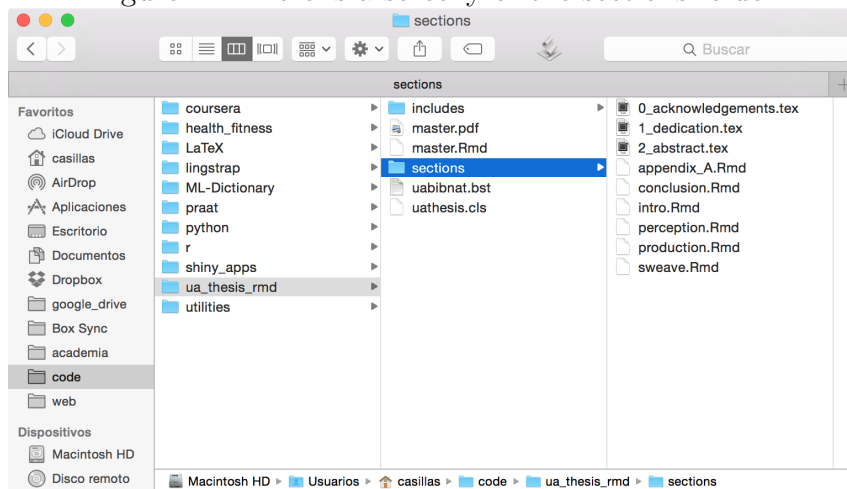 sections
Buscar
sections
Favoritos
iCloud Drive
casillas
AirDrop
Aplicaciones
Escritorio
Documentos
Dropbox
google_drive
Box Sync
academia
code
web
Dispositivos
Macintosh HD
Disco remoto
coursera
health_fitness
LaTeX
lingstrap
ML-Dictionary
praat
python
r
shiny_apps
ua_thesis_rmd
utilities
includes
master.pdf
master.Rmd
sections
uabibnat.bst
uathesis.cls
0_acknowledgements.tex
1_dedication.tex
2_abstract.tex
appendix_A.Rmd
conclusion.Rmd
intro.Rmd
perception.Rmd
production.Rmd
sweave.Rmd
Macintosh HD ▸ Usuarios ▸ casillas ▸ code ▸ ua_thesis_rmd ▸ sections